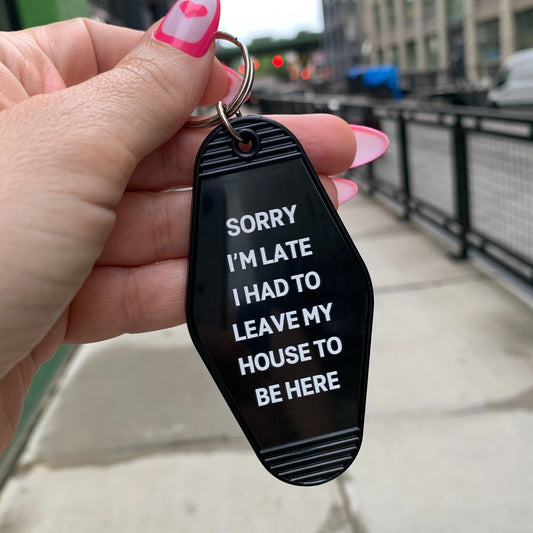 SORRY
I'M LATE
I HAD TO
LEAVE MY
HOUSE TO
BE HERE